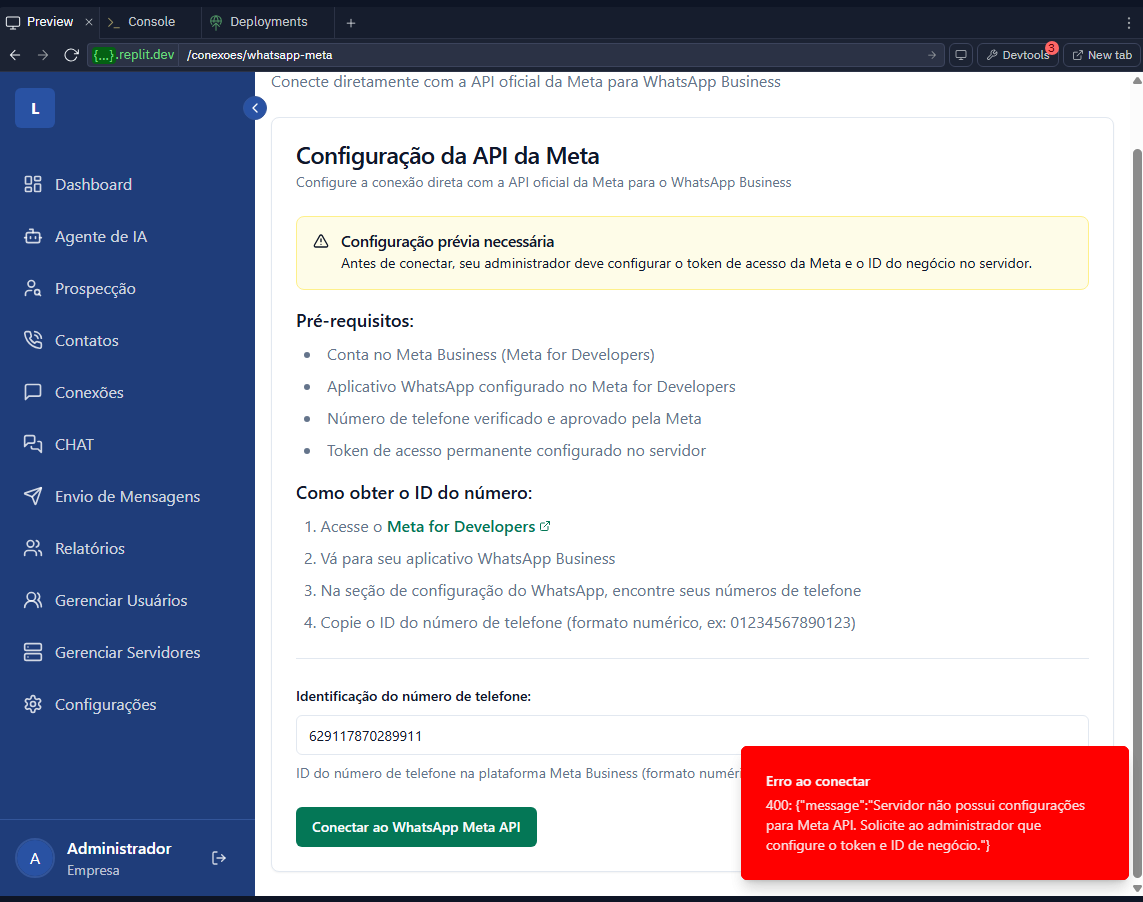 Preview
Console
Deployments
{...}.replit.dev
/conexoes/whatsapp-meta
Devtools
3
New tab
L
Dashboard
Agente de IA
Prospecção
Contatos
Conexões
CHAT
Envio de Mensagens
Relatórios
Gerenciar Usuários
Gerenciar Servidores
Configurações
A
Administrador
Empresa
Conecte diretamente com a API oficial da Meta para WhatsApp Business
Configuração da API da Meta
Configure a conexão direta com a API oficial da Meta para o WhatsApp Business
Configuração prévia necessária
Antes de conectar, seu administrador deve configurar o token de acesso da Meta e o ID do negócio no servidor.
Pré-requisitos:
Conta no Meta Business (Meta for Developers)
Aplicativo WhatsApp configurado no Meta for Developers
Número de telefone verificado e aprovado pela Meta
Token de acesso permanente configurado no servidor
Como obter o ID do número:
1. Acesse o Meta for Developers
2. Vá para seu aplicativo WhatsApp Business
3. Na seção de configuração do WhatsApp, encontre seus números de telefone
4. Copie o ID do número de telefone (formato numérico, ex: 01234567890123)
Identificação do número de telefone:
629117870289911
ID do número de telefone na plataforma Meta Business (formato numéri
Conectar ao WhatsApp Meta API
Erro ao conectar
400: {"message":"Servidor não possui configurações
para Meta API. Solicite ao administrador que
configure o token e ID de negócio."}